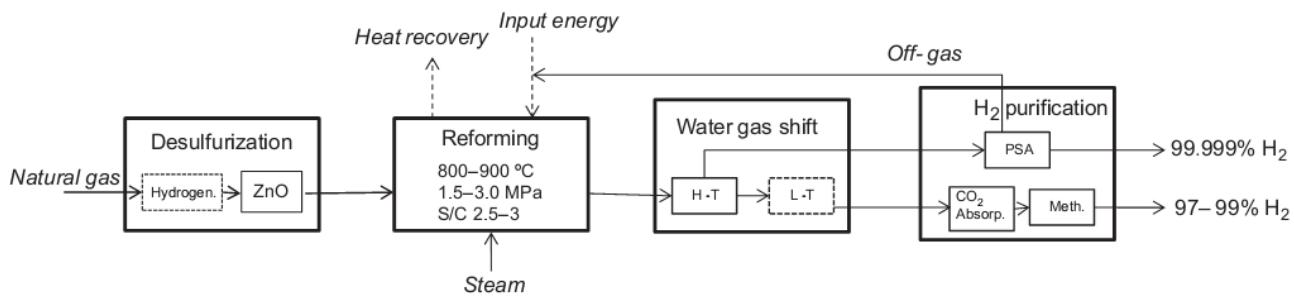 Input energy
Heat recovery
Off- gas
H2 purification
Desulfurization
Reforming
Water gas shift
800–900 ºC
PSA
99.999% H2
Natural gas
Hydrogen.
ZnO
1.5–3.0 MPa
H -T
L -T
S/C 2.5–3
CO2
Absorp.
Meth.
97– 99% H2
Steam